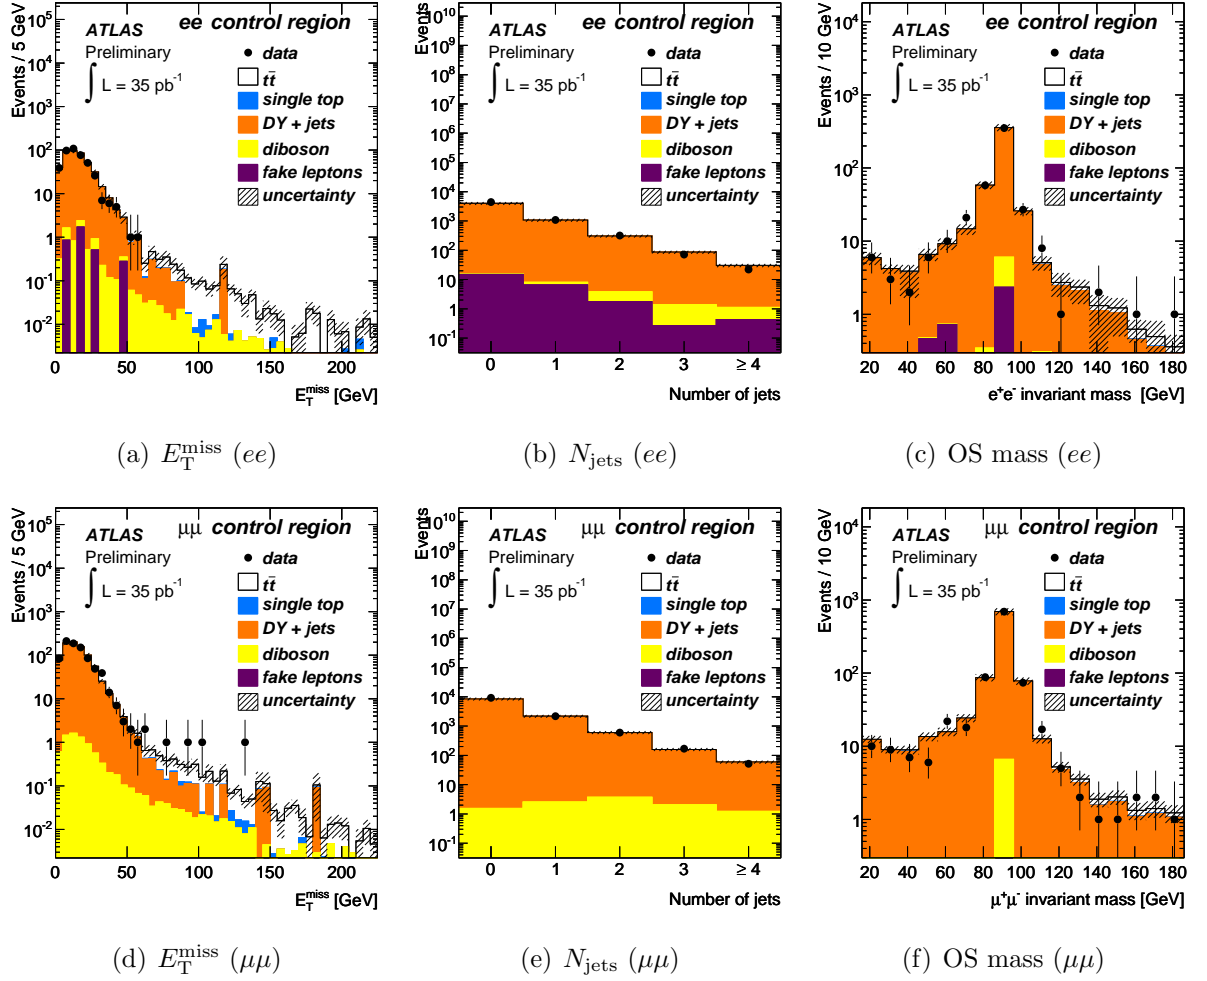 ee control region
ATLAS
Preliminary
∫ L = 35 pb⁻¹
data
tt̄
single top
DY + jets
diboson
fake leptons
uncertainty
Events / 5 GeV
10⁵
10⁴
10³
10²
10
1
10⁻¹
10⁻²
0 50 100 150 200
E_T^miss [GeV]
(a) E_T^miss (ee)
ee control region
ATLAS
Preliminary
∫ L = 35 pb⁻¹
data
tt̄
single top
DY + jets
diboson
fake leptons
uncertainty
Events
10¹⁰
10⁹
10⁸
10⁷
10⁶
10⁵
10⁴
10³
10²
10
1
10⁻¹
0 1 2 3 ≥ 4
Number of jets
(b) N_jets (ee)
ee control region
ATLAS
Preliminary
∫ L = 35 pb⁻¹
data
tt̄
single top
DY + jets
diboson
fake leptons
uncertainty
Events / 10 GeV
10⁴
10³
10²
10
1
20 40 60 80 100 120 140 160 180
e⁺e⁻ invariant mass [GeV]
(c) OS mass (ee)
μμ control region
ATLAS
Preliminary
∫ L = 35 pb⁻¹
data
tt̄
single top
DY + jets
diboson
fake leptons
uncertainty
Events / 5 GeV
10⁵
10⁴
10³
10²
10
1
10⁻¹
10⁻²
0 50 100 150 200
E_T^miss [GeV]
(d) E_T^miss (μμ)
μμ control region
ATLAS
Preliminary
∫ L = 35 pb⁻¹
data
tt̄
single top
DY + jets
diboson
fake leptons
uncertainty
Events
10¹⁰
10⁹
10⁸
10⁷
10⁶
10⁵
10⁴
10³
10²
10
1
10⁻¹
0 1 2 3 ≥ 4
Number of jets
(e) N_jets (μμ)
μμ control region
ATLAS
Preliminary
∫ L = 35 pb⁻¹
data
tt̄
single top
DY + jets
diboson
fake leptons
uncertainty
Events / 10 GeV
10⁴
10³
10²
10
1
20 40 60 80 100 120 140 160 180
μ⁺μ⁻ invariant mass [GeV]
(f) OS mass (μμ)